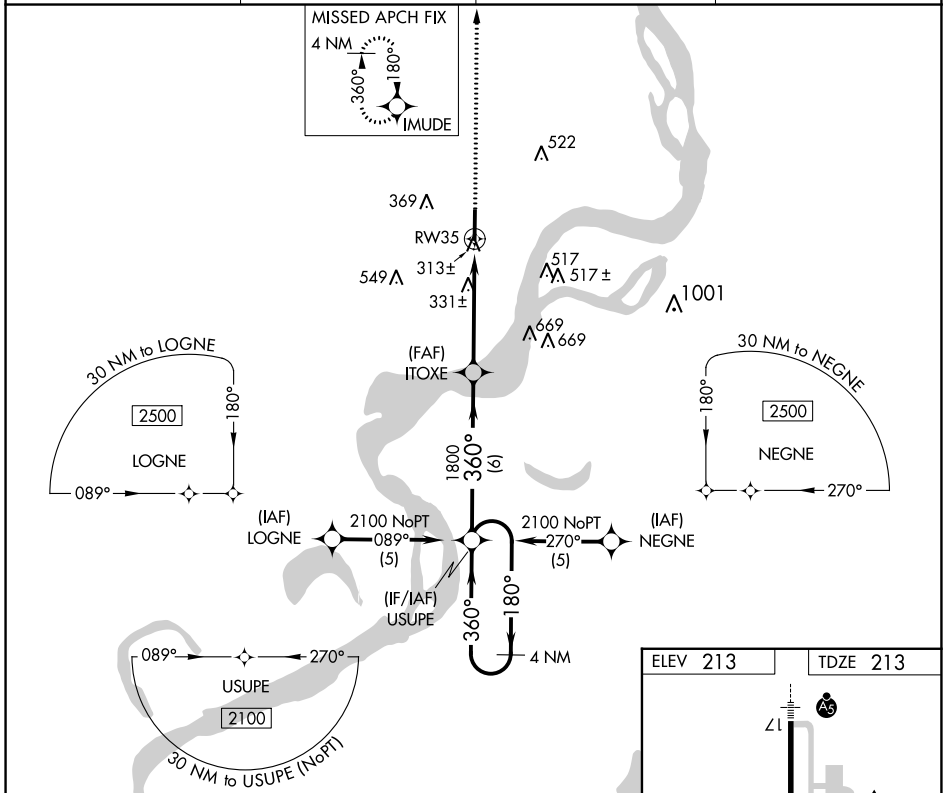 MISSED APCH FIX
4 NM
360°
180°
IMUDE
522
369
RW35
313±
549
331±
517
517 ±
1001
669
669
(FAF)
ITOXE
30 NM to LOGNE
2500
180°
LOGNE
089°
30 NM to NEGNE
180°
2500
NEGNE
270°
1800
360°
(6)
(IAF)
LOGNE
2100 NoPT
089°
(5)
2100 NoPT
270°
(5)
(IAF)
NEGNE
(IF/IAF)
USUPE
360°
180°
4 NM
089°
270°
USUPE
2100
30 NM to USUPE (NoPT)
ELEV 213
TDZE 213
17
A5